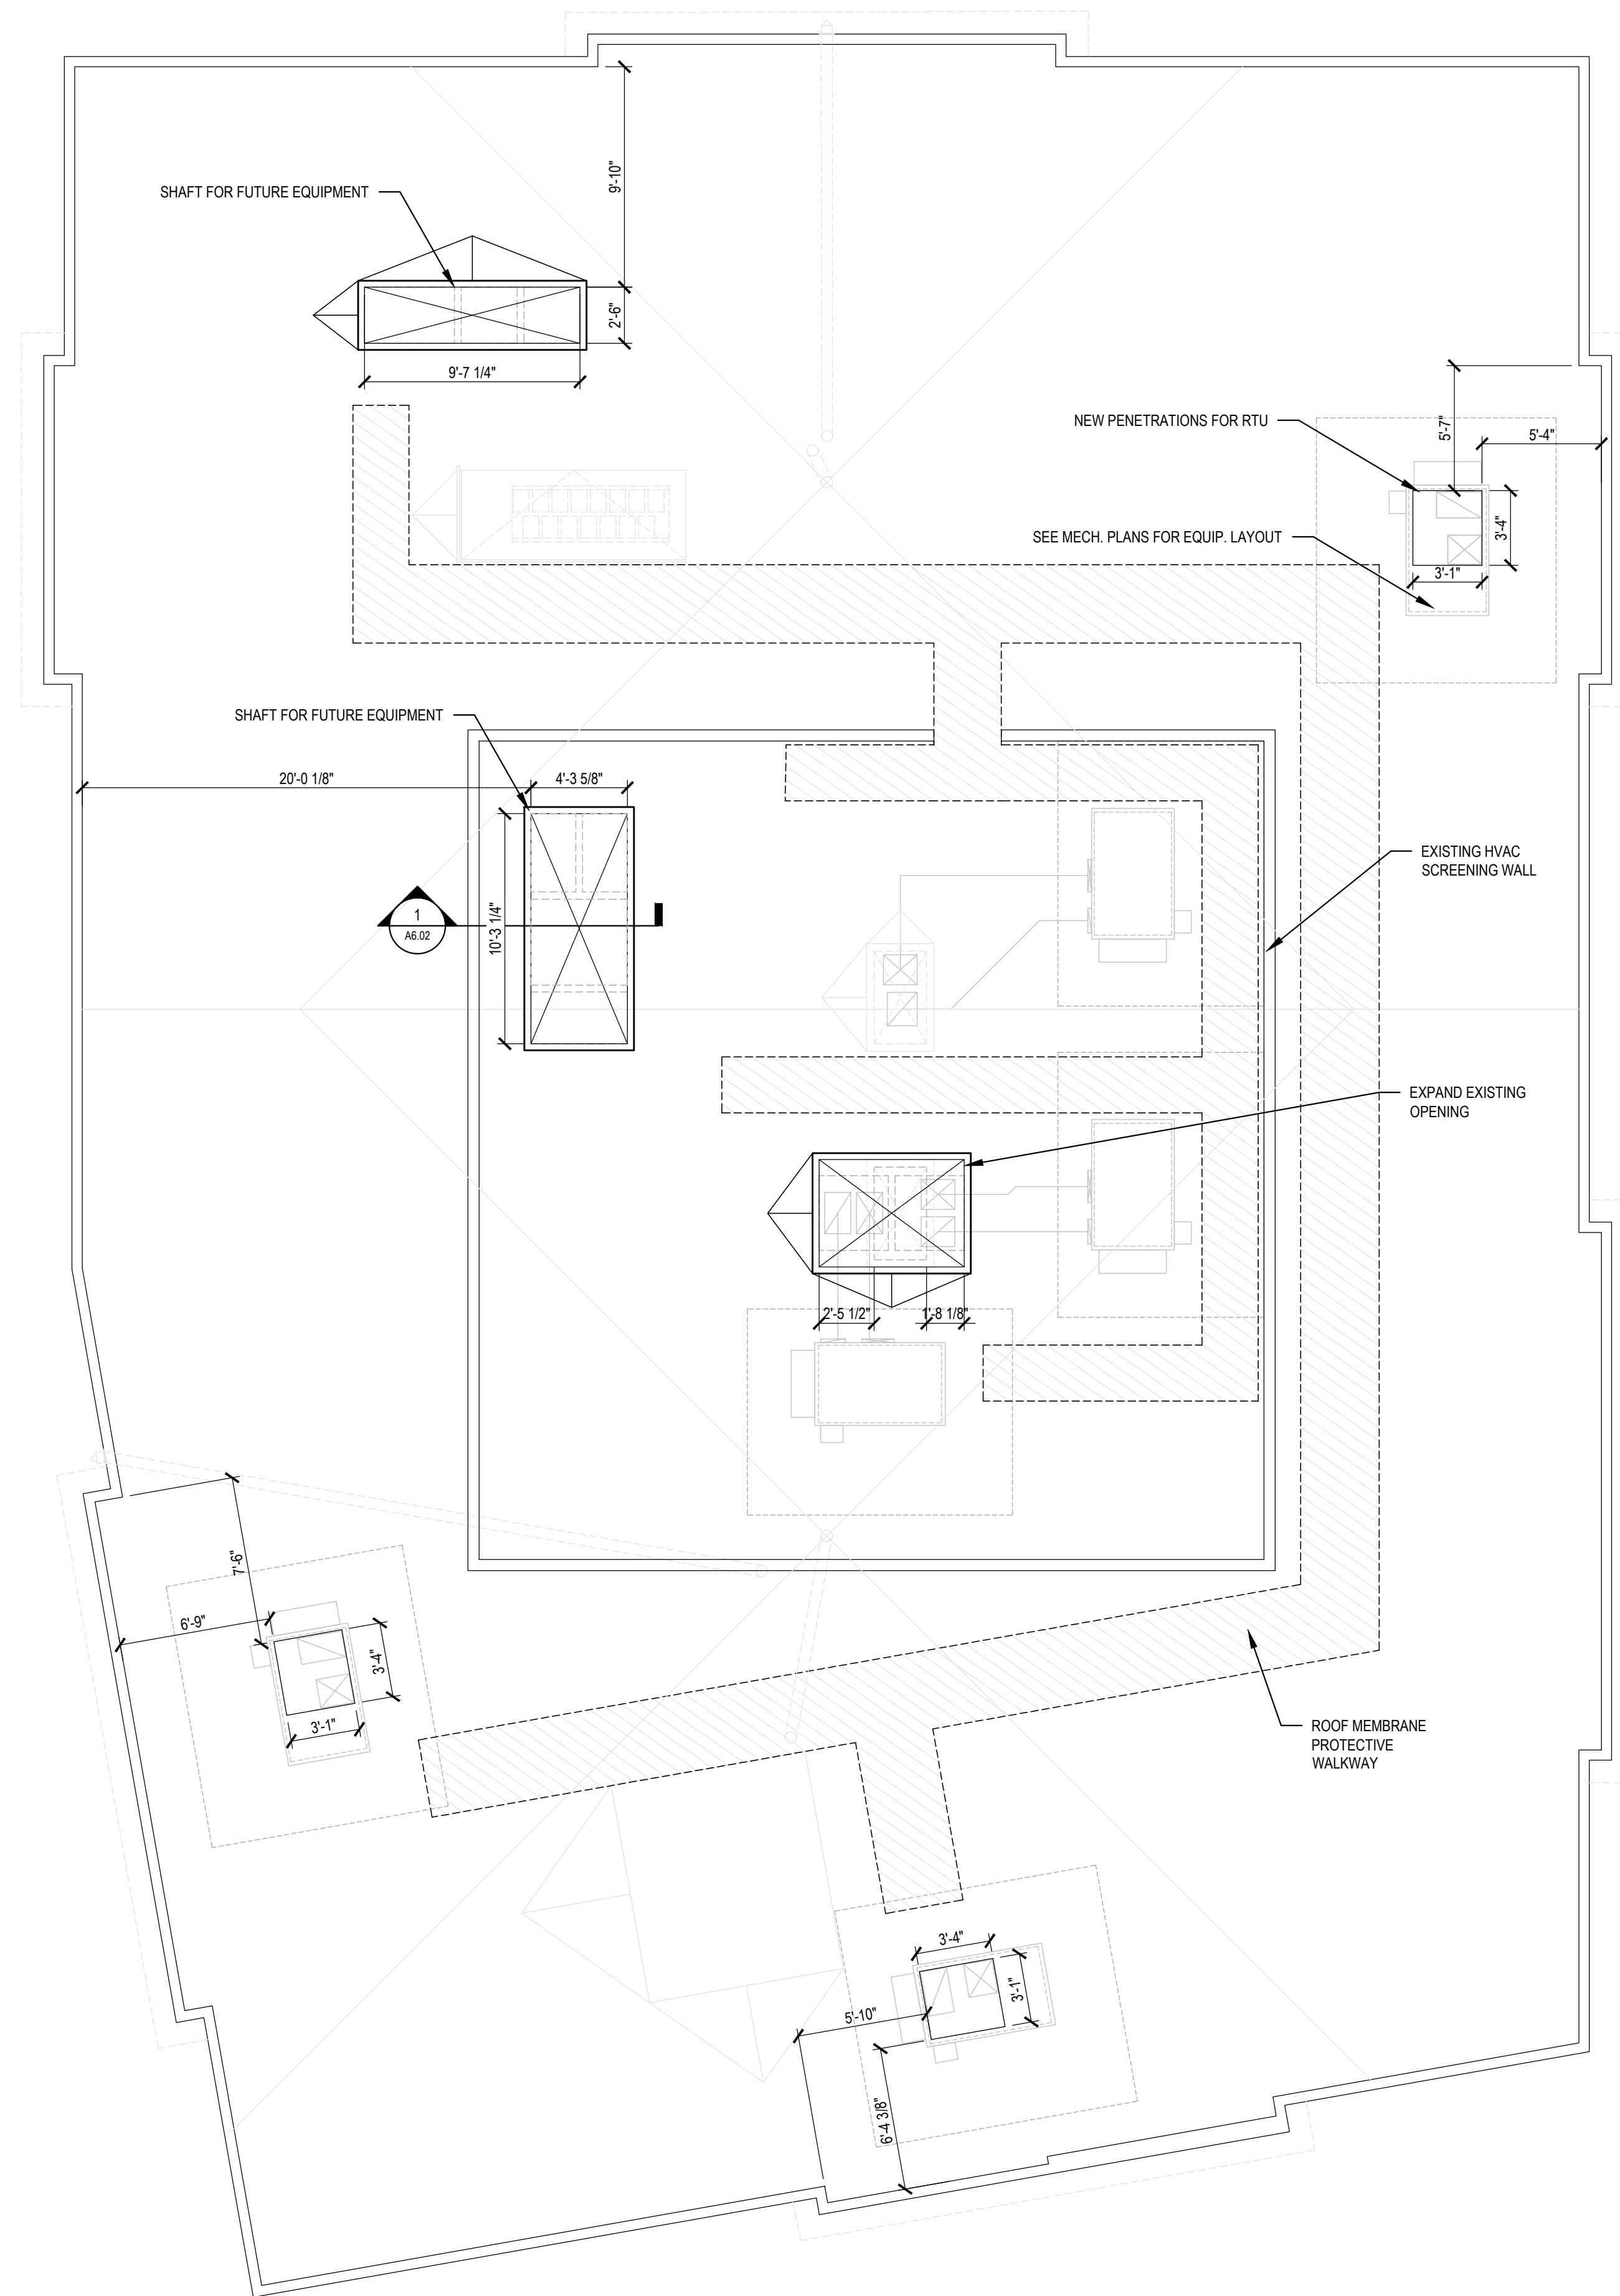 9'-10"
SHAFT FOR FUTURE EQUIPMENT
2'-6"
9'-7 1/4"
NEW PENETRATIONS FOR RTU
5'-7"
5'-4"
SEE MECH. PLANS FOR EQUIP. LAYOUT
3'-4"
3'-1"
SHAFT FOR FUTURE EQUIPMENT
20'-0 1/8"
4'-3 5/8"
EXISTING HVAC
SCREENING WALL
1
A6.02
10'-3 1/4"
EXPAND EXISTING
OPENING
2'-5 1/2"
1'-8 1/8"
7'-6"
6'-9"
3'-4"
3'-1"
ROOF MEMBRANE
PROTECTIVE
WALKWAY
3'-4"
3'-1"
5'-10"
6'-4 3/8"